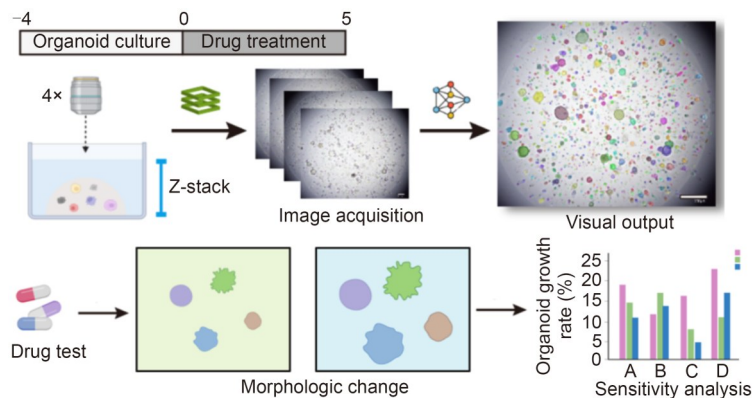 −4 0 5
Organoid culture Drug treatment
4×
Z-stack
Image acquisition
Visual output
Drug test
Morphologic change
Organoid growth
rate (%)
25
20
15
10
5
0
A B C D
Sensitivity analysis